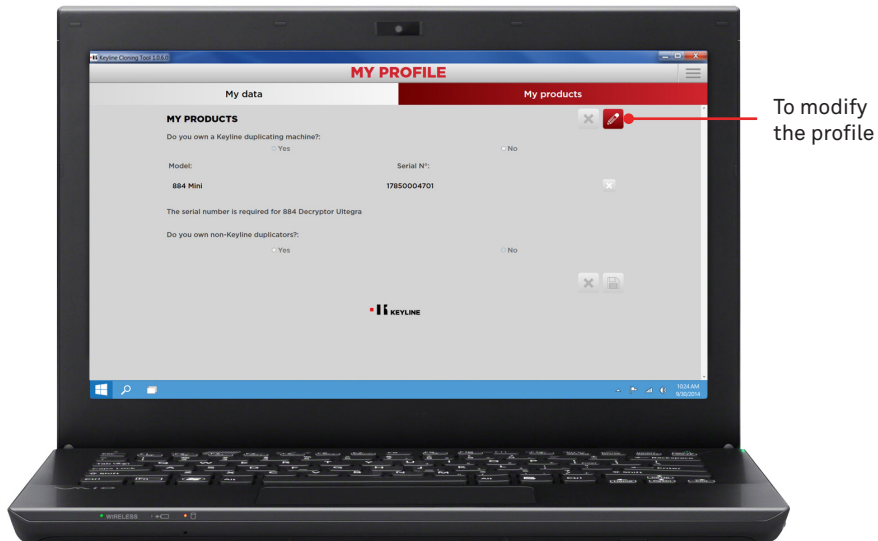 Keyline Cloning Tool 1.0.6.0
MY PROFILE
My data
My products
MY PRODUCTS
Do you own a Keyline duplicating machine?:
Yes
No
Model:
Serial N°:
884 Mini
17850004701
The serial number is required for 884 Decryptor Ultegra
Do you own non-Keyline duplicators?:
Yes
No
KEYLINE
10:24 AM
9/30/2014
To modify
the profile
VAIO
WIRELESS